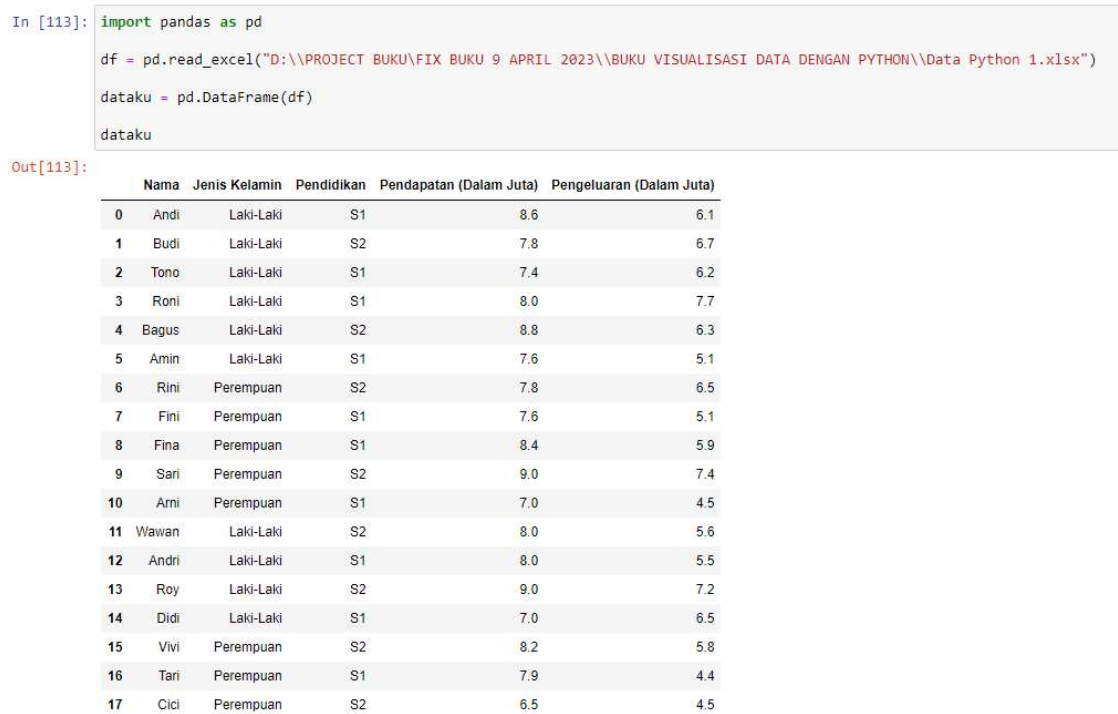 In [113]: import pandas as pd
df = pd.read_excel("D:\\PROJECT BUKU\FIX BUKU 9 APRIL 2023\\BUKU VISUALISASI DATA DENGAN PYTHON\\Data Python 1.xlsx")
dataku = pd.DataFrame(df)
dataku
Out[113]:
Nama Jenis Kelamin Pendidikan Pendapatan (Dalam Juta) Pengeluaran (Dalam Juta)
0 Andi Laki-Laki S1 8.6 6.1
1 Budi Laki-Laki S2 7.8 6.7
2 Tono Laki-Laki S1 7.4 6.2
3 Roni Laki-Laki S1 8.0 7.7
4 Bagus Laki-Laki S2 8.8 6.3
5 Amin Laki-Laki S1 7.6 5.1
6 Rini Perempuan S2 7.8 6.5
7 Fini Perempuan S1 7.6 5.1
8 Fina Perempuan S1 8.4 5.9
9 Sari Perempuan S2 9.0 7.4
10 Arni Perempuan S1 7.0 4.5
11 Wawan Laki-Laki S2 8.0 5.6
12 Andri Laki-Laki S1 8.0 5.5
13 Roy Laki-Laki S2 9.0 7.2
14 Didi Laki-Laki S1 7.0 6.5
15 Vivi Perempuan S2 8.2 5.8
16 Tari Perempuan S1 7.9 4.4
17 Cici Perempuan S2 6.5 4.5